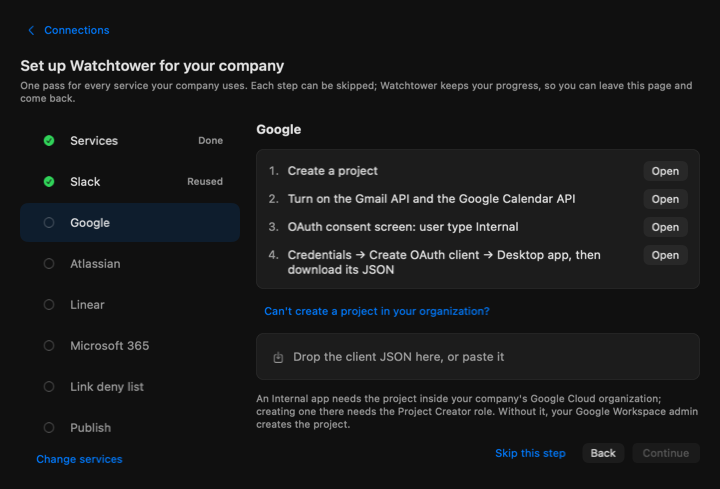 Connections
Set up Watchtower for your company
One pass for every service your company uses. Each step can be skipped; Watchtower keeps your progress, so you can leave this page and
come back.
Services Done
Slack Reused
Google
Atlassian
Linear
Microsoft 365
Link deny list
Publish
Change services
Google
1. Create a project Open
2. Turn on the Gmail API and the Google Calendar API Open
3. OAuth consent screen: user type Internal Open
4. Credentials → Create OAuth client → Desktop app, then Open
download its JSON
Can't create a project in your organization?
Drop the client JSON here, or paste it
An Internal app needs the project inside your company's Google Cloud organization;
creating one there needs the Project Creator role. Without it, your Google Workspace admin
creates the project.
Skip this step Back Continue